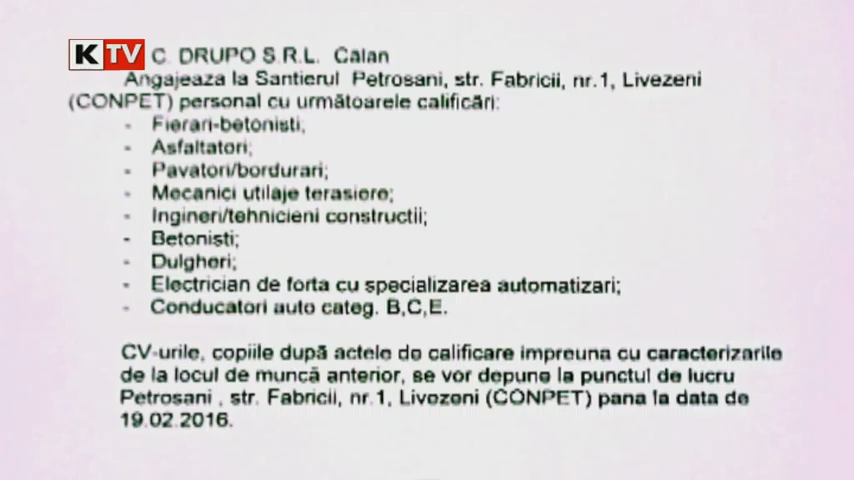 KTV
C. DRUPO S.R.L. Calan
Angajeaza la Santierul Petrosani, str. Fabricii, nr.1, Livezeni
(CONPET) personal cu următoarele calificări:
- Fierari-betonisti;
- Asfaltatori;
- Pavatori/bordurari;
- Mecanici utilaje terasiere;
- Ingineri/tehnicieni constructii;
- Betonisti;
- Dulgheri;
- Electrician de forta cu specializarea automatizari;
- Conducatori auto categ. B,C,E.
CV-urile, copiile după actele de calificare impreuna cu caracterizarile
de la locul de muncă anterior, se vor depune la punctul de lucru
Petrosani , str. Fabricii, nr.1, Livezeni (CONPET) pana la data de
19.02.2016.